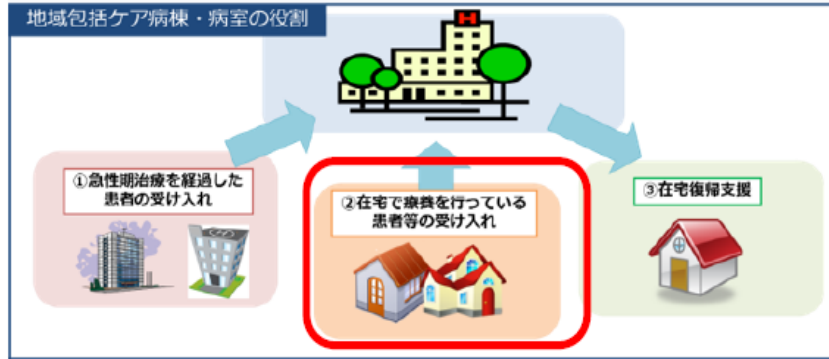 地域包括ケア病棟・病室の役割
H
①急性期治療を経過した
患者の受け入れ
②在宅で療養を行っている
患者等の受け入れ
③在宅復帰支援